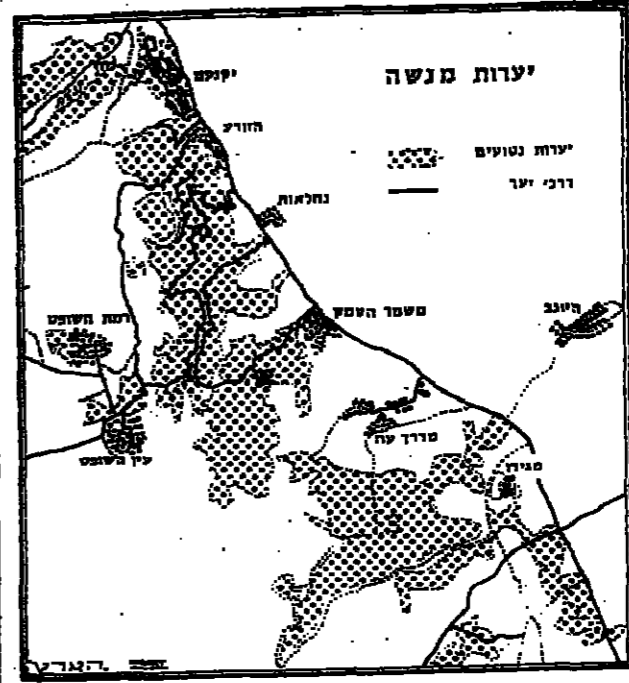 יערות מנשה
יערות נטועים
דרכי יער
יקנעם
הזורע
נחלאות
משמר העמק
היוגב
רמת השופט
עין השופט
מדרך עוז
מגידו